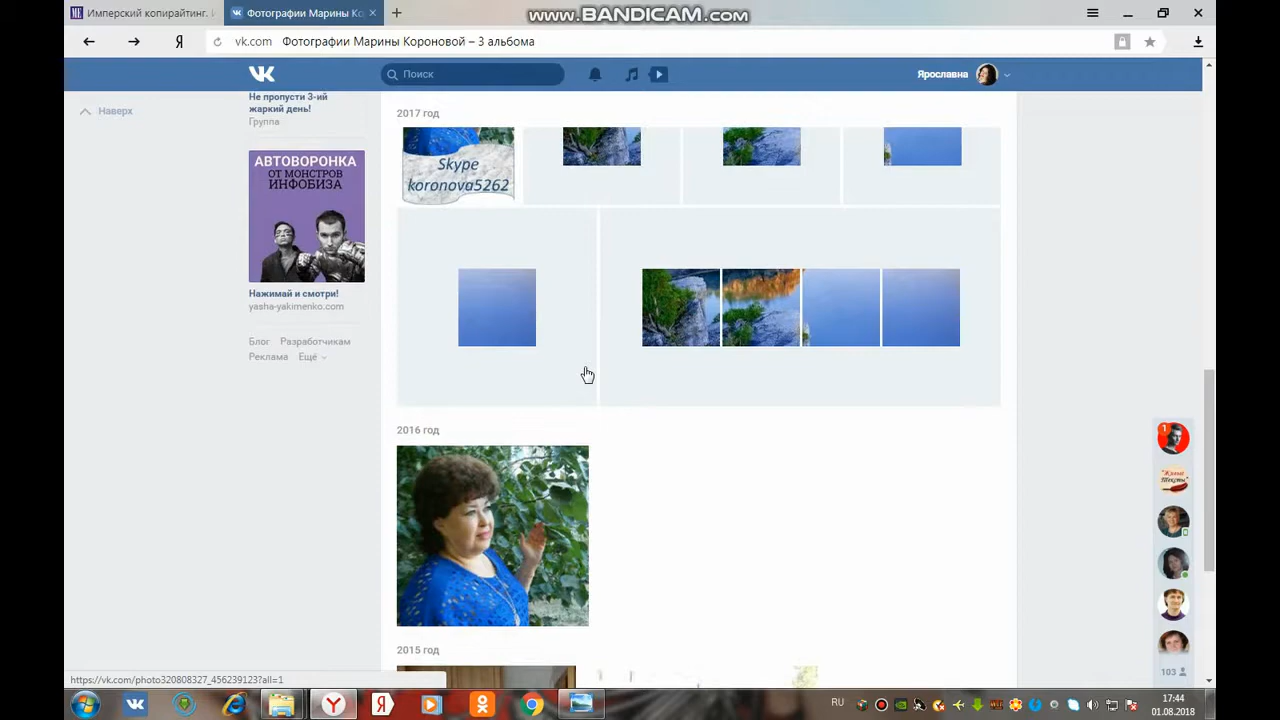 Имперский копирайтинг. И
Фотографии Марины Ко
www.BANDICAM.com
vk.com Фотографии Марины Короновой – 3 альбома
Поиск
Ярославна
Наверх
Не пропусти 3-ий
жаркий день!
Группа
АВТОВОРОНКА
ОТ МОНСТРОВ
ИНФОБИЗА
Нажимай и смотри!
yasha-yakimenko.com
Блог Разработчикам
Реклама Ещё
2017 год
Skype
koronova5262
2016 год
2015 год
1
"Живые
Тексты"
103
https://vk.com/photo320808327_456239123?all=1
RU
17:44
01.08.2018